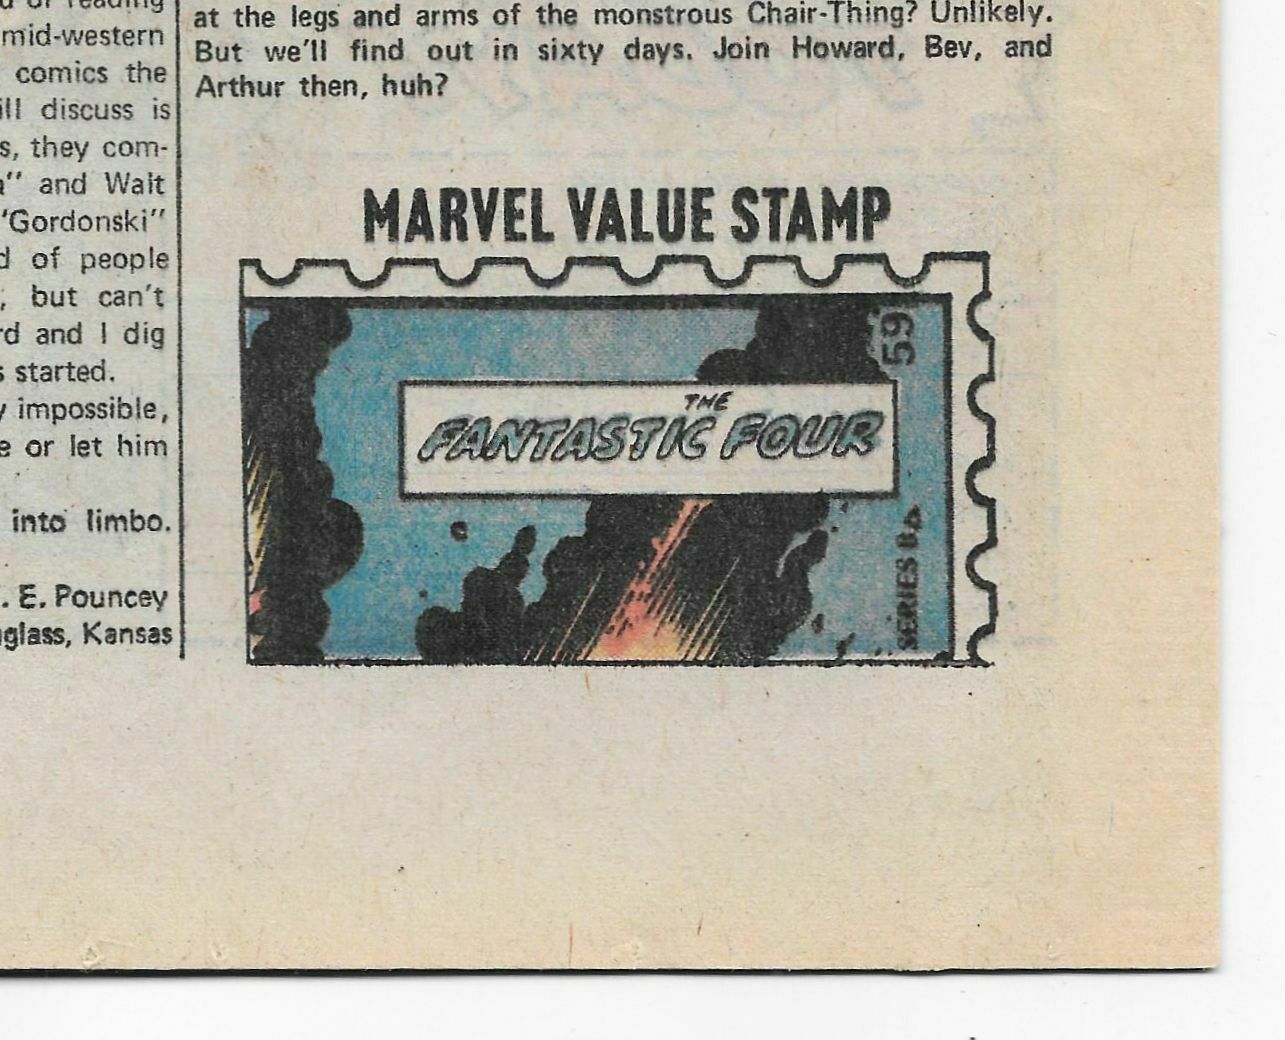 reading
mid-western
comics the
ill discuss is
s, they com-
" and Wait
"Gordonski"
d of people
, but can't
rd and I dig
s started.
y impossible,
e or let him
into limbo.
. E. Pouncey
glass, Kansas
at the legs and arms of the monstrous Chair-Thing? Unlikely.
But we'll find out in sixty days. Join Howard, Bev, and
Arthur then, huh?
MARVEL VALUE STAMP
59
THE
FANTASTIC FOUR
SERIES B